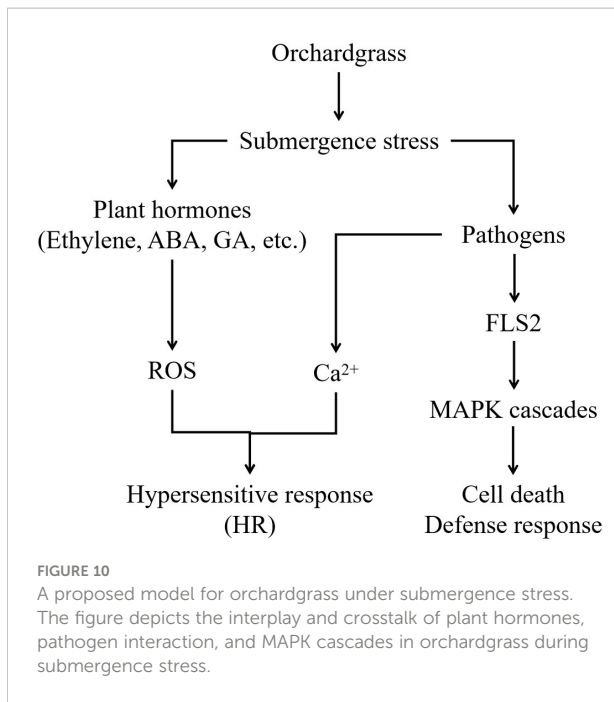 Orchardgrass
Submergence stress
Plant hormones
(Ethylene, ABA, GA, etc.)
Pathogens
FLS2
ROS
Ca²⁺
MAPK cascades
Hypersensitive response
(HR)
Cell death
Defense response
FIGURE 10
A proposed model for orchardgrass under submergence stress.
The figure depicts the interplay and crosstalk of plant hormones,
pathogen interaction, and MAPK cascades in orchardgrass during
submergence stress.